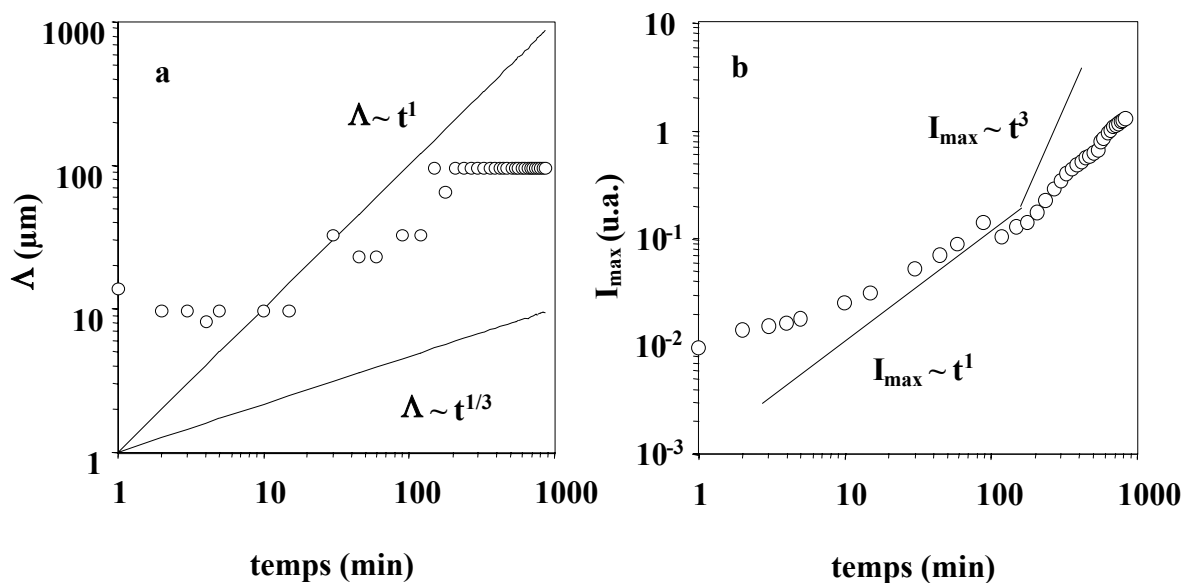 a
1000
100
10
1
Λ (μm)
Λ ~ t¹
Λ ~ t¹/³
1
10
100
1000
temps (min)
b
10
1
10⁻¹
10⁻²
10⁻³
I_max (u.a.)
I_max ~ t³
I_max ~ t¹
1
10
100
1000
temps (min)